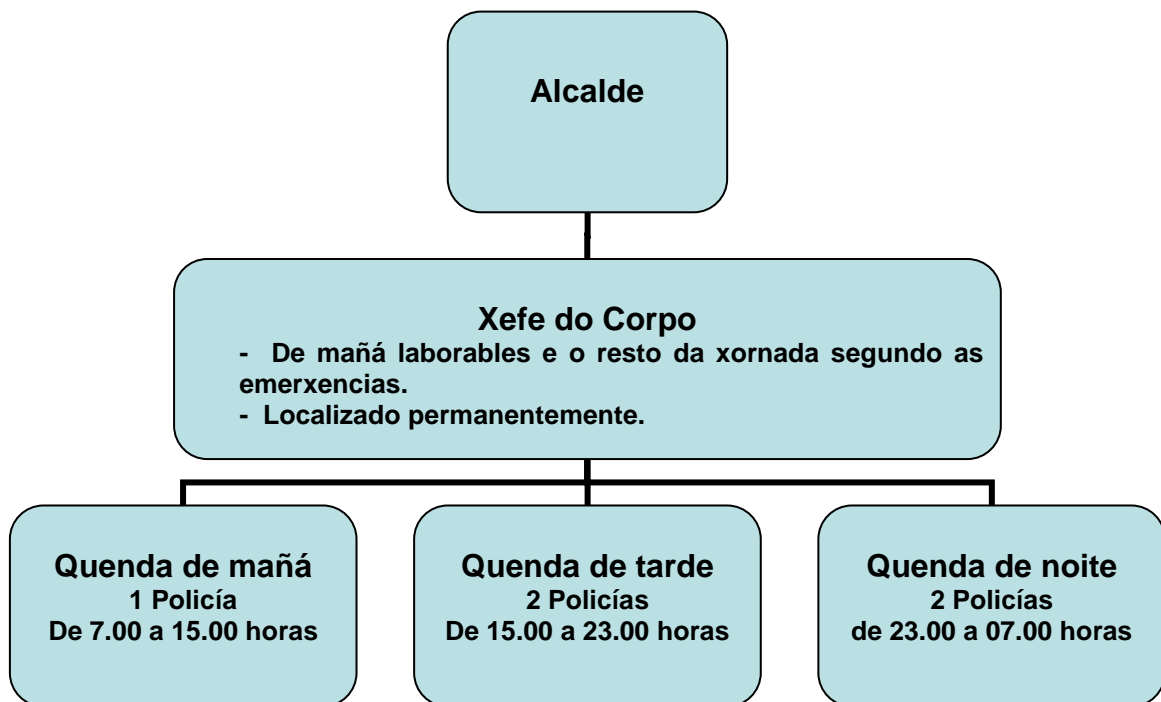 Alcalde
Xefe do Corpo
- De mañá laborables e o resto da xornada segundo as
emerxencias.
- Localizado permanentemente.
Quenda de mañá
1 Policía
De 7.00 a 15.00 horas
Quenda de tarde
2 Policías
De 15.00 a 23.00 horas
Quenda de noite
2 Policías
de 23.00 a 07.00 horas